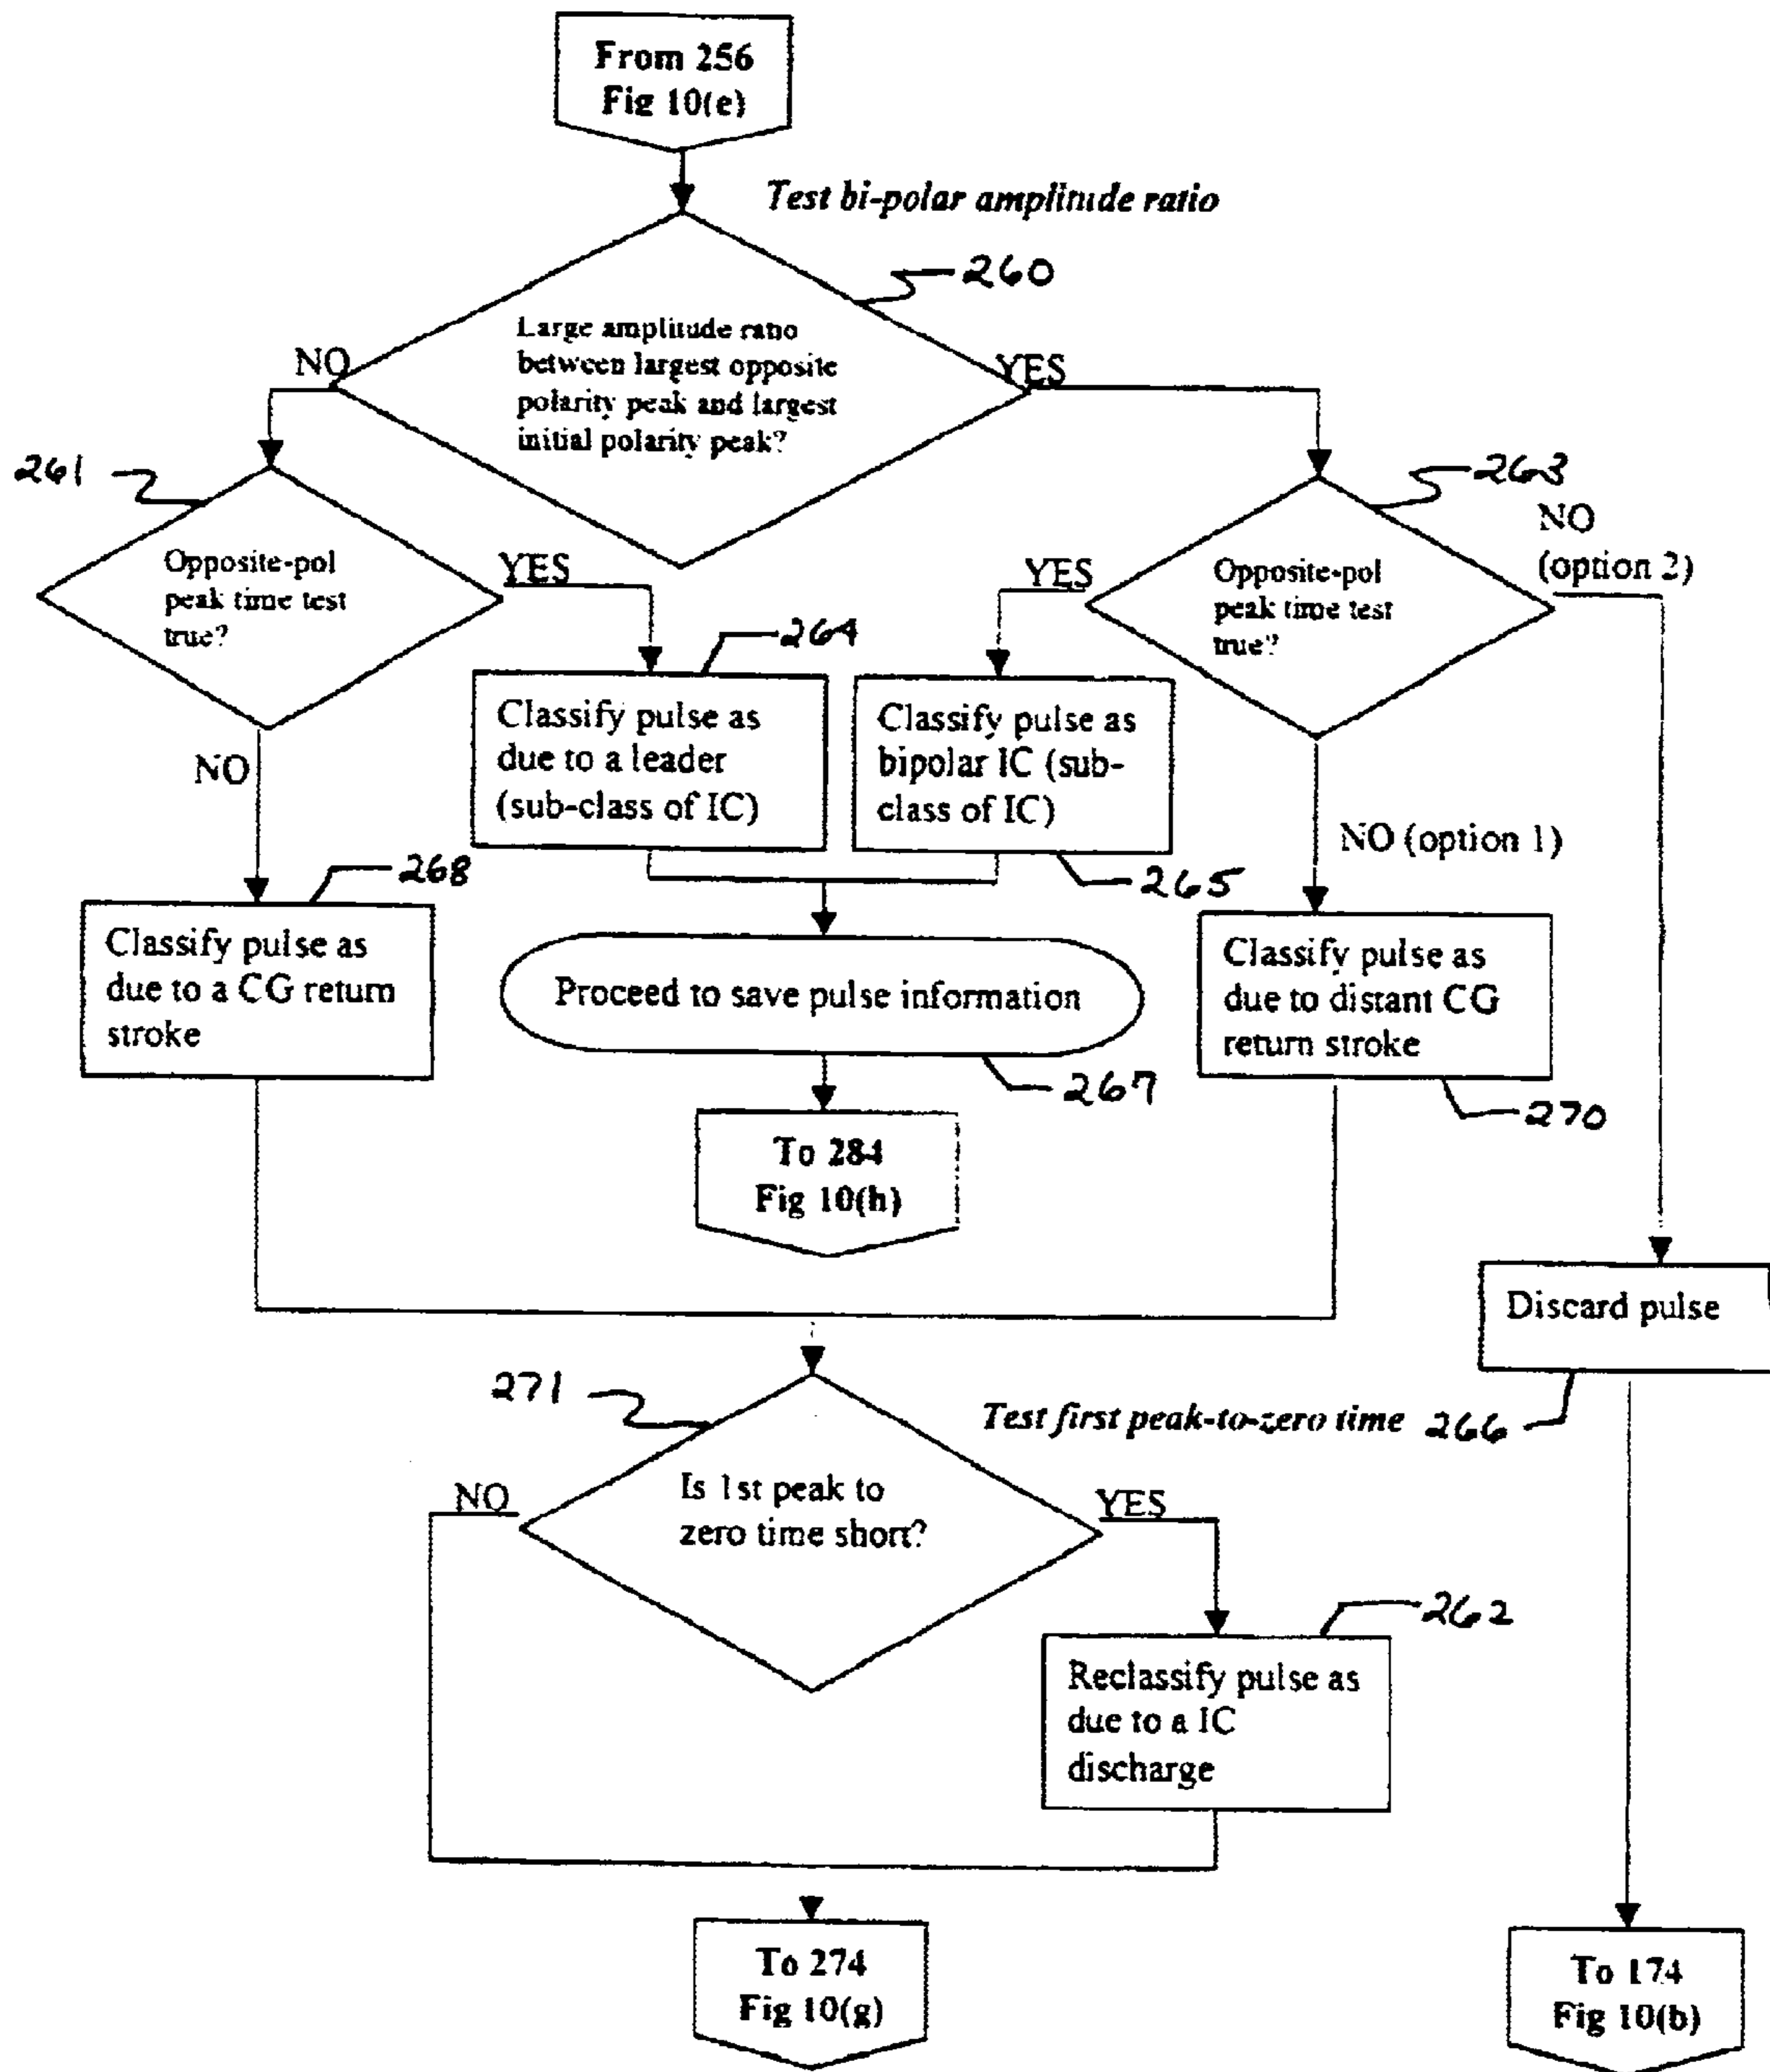 From 256
Fig 10(e)
Test bi-polar amplitude ratio
260
Large amplitude ratio
between largest opposite
polarity peak and largest
initial polarity peak?
NO
YES
261
263
Opposite-pol
peak time test
true?
YES
YES
Opposite-pol
peak time test
true?
NO
(option 2)
264
Classify pulse as
due to a leader
(sub-class of IC)
Classify pulse as
bipolar IC (sub-
class of IC)
NO
NO (option 1)
268
265
Classify pulse as
due to a CG return
stroke
Proceed to save pulse information
Classify pulse as
due to distant CG
return stroke
267
270
To 284
Fig 10(h)
Discard pulse
271
Test first peak-to-zero time
266
Is 1st peak to
zero time short?
NO
YES
262
Reclassify pulse as
due to a IC
discharge
To 274
Fig 10(g)
To 174
Fig 10(b)